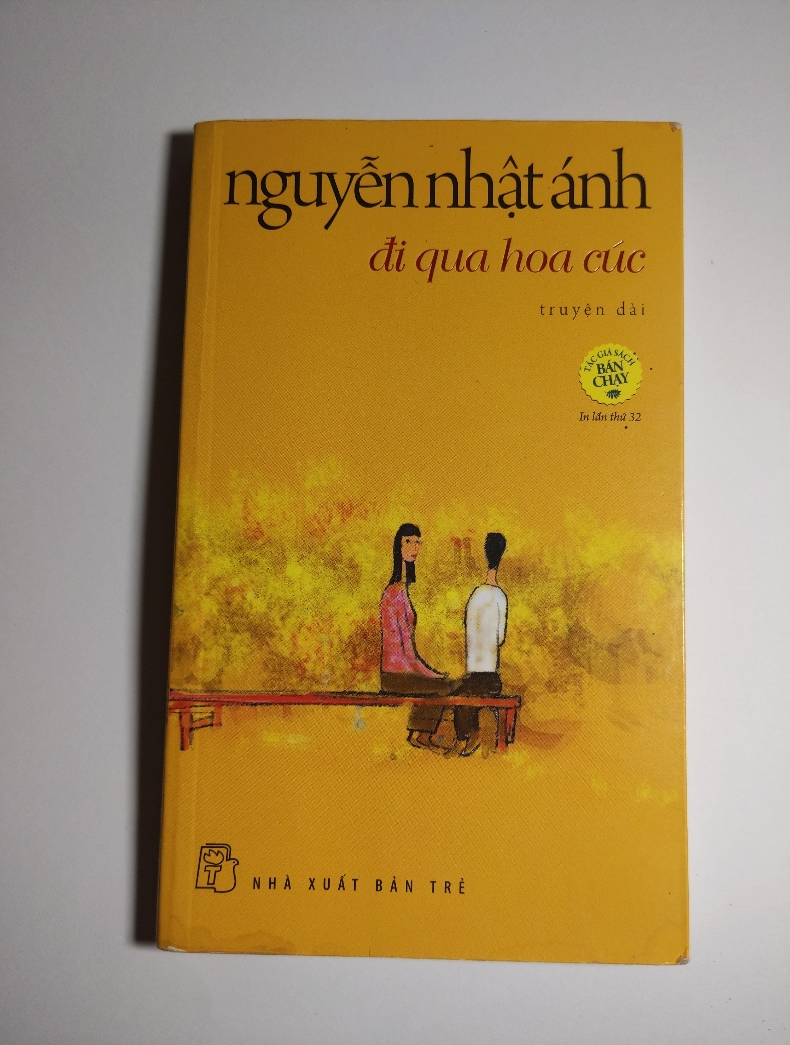 nguyễn nhật ánh
đi qua hoa cúc
truyện dài
TÁC GIẢ SÁCH
BÁN
CHẠY
In lần thứ 32
T
NHÀ XUẤT BẢN TRẺ